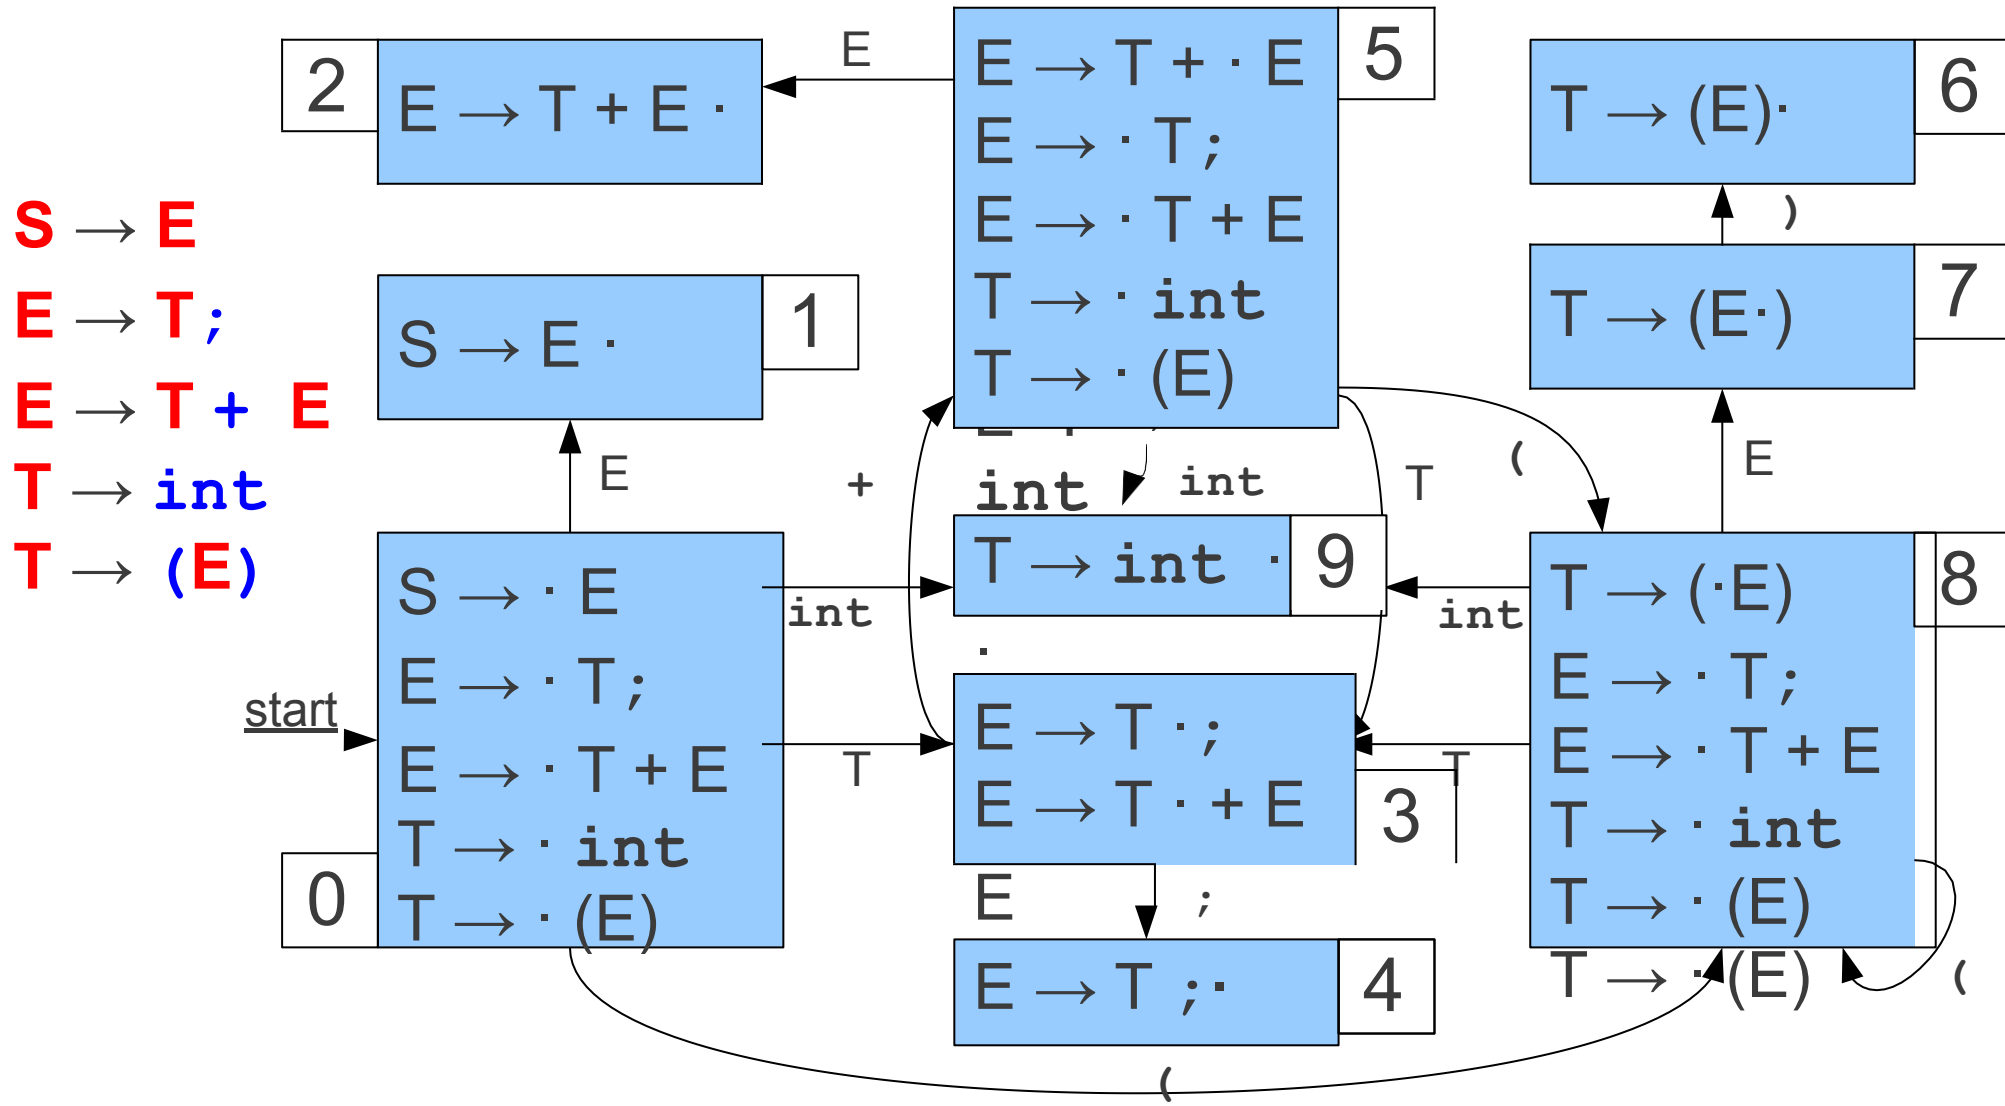 S → E
E → T;
E → T + E
T → int
T → (E)
start
2
E → T + E ·
E
5
E → T + · E
E → · T;
E → · T + E
T → · int
T → · (E)
6
T → (E)·
)
7
T → (E·)
E
1
S → E ·
E
+
int
int
T
(
9
T → int ·
·
int
int
0
S → · E
E → · T;
E → · T + E
T → · int
T → · (E)
T
3
E → T · ;
E → T · + E
E
;
T
4
E → T ;·
8
T → (·E)
E → · T;
E → · T + E
T → · int
T → · (E)
T → · (E)
(
(